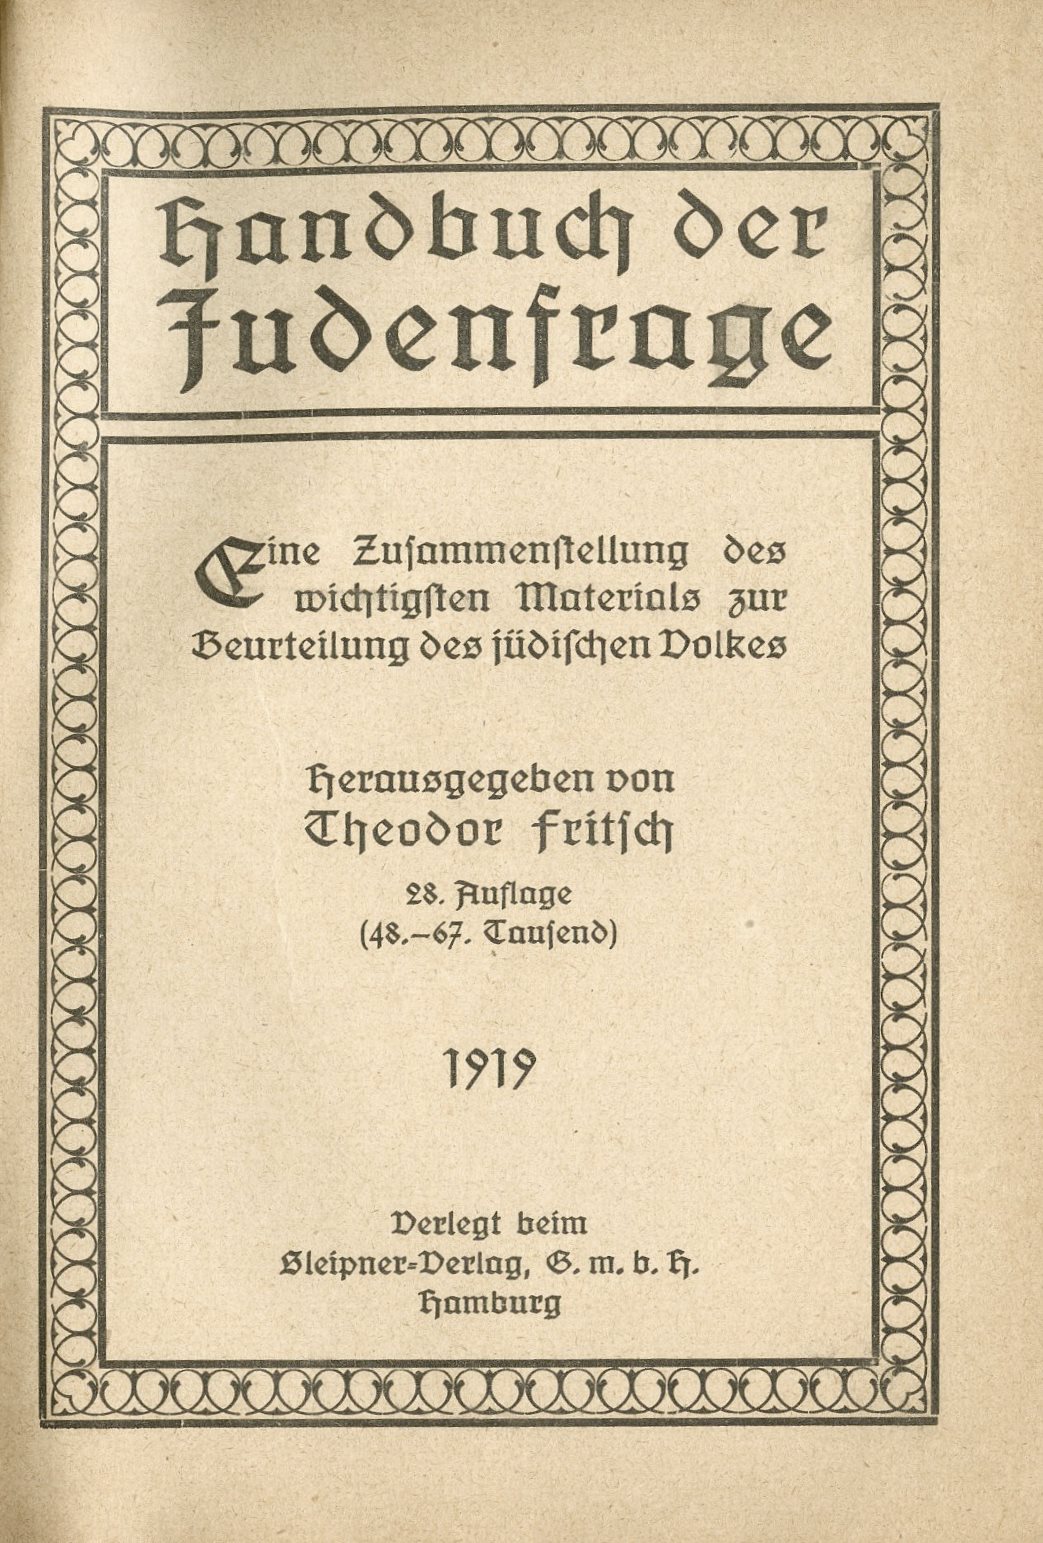 Handbuch der
Judenfrage
Eine Zusammenstellung des
wichtigsten Materials zur
Beurteilung des jüdischen Volkes
Herausgegeben von
Theodor Fritsch
28. Auflage
(48.–67. Tausend)
1919
Verlegt beim
Sleipner-Verlag, G. m. b. H.
Hamburg